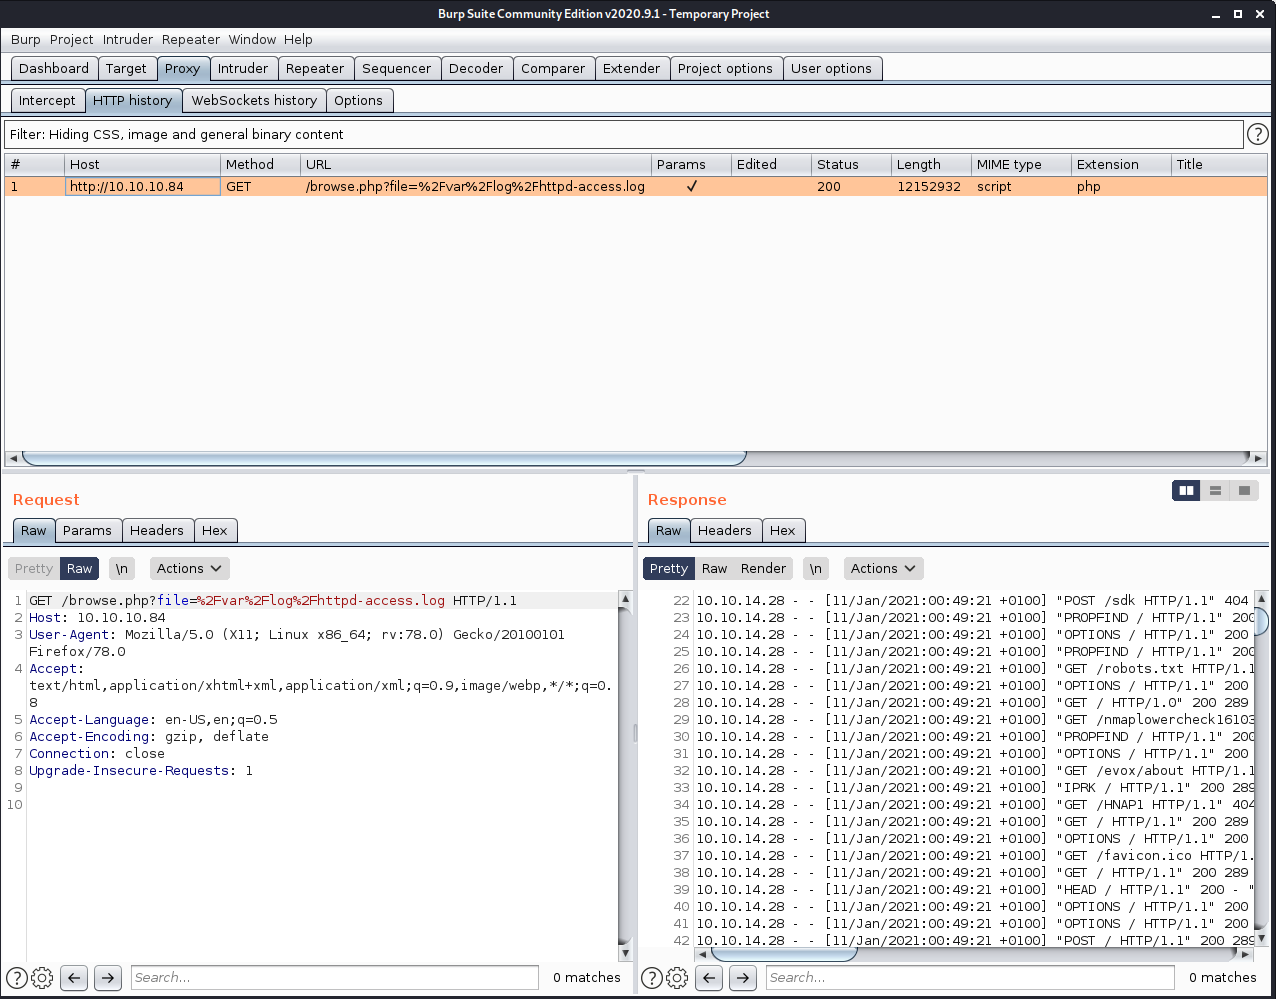 Burp Suite Community Edition v2020.9.1 - Temporary Project
Burp Project Intruder Repeater Window Help
Dashboard Target Proxy Intruder Repeater Sequencer Decoder Comparer Extender Project options User options
Intercept HTTP history WebSockets history Options
Filter: Hiding CSS, image and general binary content ?
# Host Method URL Params Edited Status Length MIME type Extension Title
1 http://10.10.10.84 GET /browse.php?file=%2Fvar%2Flog%2Fhttpd-access.log ✓ 200 12152932 script php
Request
Raw Params Headers Hex
Pretty Raw \n Actions
1 GET /browse.php?file=%2Fvar%2Flog%2Fhttpd-access.log HTTP/1.1
2 Host: 10.10.10.84
3 User-Agent: Mozilla/5.0 (X11; Linux x86_64; rv:78.0) Gecko/20100101
Firefox/78.0
4 Accept:
text/html,application/xhtml+xml,application/xml;q=0.9,image/webp,*/*;q=0.
8
5 Accept-Language: en-US,en;q=0.5
6 Accept-Encoding: gzip, deflate
7 Connection: close
8 Upgrade-Insecure-Requests: 1
9
10
? Search... 0 matches
Response
Raw Headers Hex
Pretty Raw Render \n Actions
22 10.10.14.28 - - [11/Jan/2021:00:49:21 +0100] "POST /sdk HTTP/1.1" 404
23 10.10.14.28 - - [11/Jan/2021:00:49:21 +0100] "PROPFIND / HTTP/1.1" 200
24 10.10.14.28 - - [11/Jan/2021:00:49:21 +0100] "OPTIONS / HTTP/1.1" 200
25 10.10.14.28 - - [11/Jan/2021:00:49:21 +0100] "PROPFIND / HTTP/1.1" 200
26 10.10.14.28 - - [11/Jan/2021:00:49:21 +0100] "GET /robots.txt HTTP/1.1
27 10.10.14.28 - - [11/Jan/2021:00:49:21 +0100] "OPTIONS / HTTP/1.1" 200
28 10.10.14.28 - - [11/Jan/2021:00:49:21 +0100] "GET / HTTP/1.0" 200 289
29 10.10.14.28 - - [11/Jan/2021:00:49:21 +0100] "GET /nmaplowercheck16103
30 10.10.14.28 - - [11/Jan/2021:00:49:21 +0100] "PROPFIND / HTTP/1.1" 200
31 10.10.14.28 - - [11/Jan/2021:00:49:21 +0100] "OPTIONS / HTTP/1.1" 200
32 10.10.14.28 - - [11/Jan/2021:00:49:21 +0100] "GET /evox/about HTTP/1.1
33 10.10.14.28 - - [11/Jan/2021:00:49:21 +0100] "IPRK / HTTP/1.1" 200 289
34 10.10.14.28 - - [11/Jan/2021:00:49:21 +0100] "GET /HNAP1 HTTP/1.1" 404
35 10.10.14.28 - - [11/Jan/2021:00:49:21 +0100] "GET / HTTP/1.1" 200 289
36 10.10.14.28 - - [11/Jan/2021:00:49:21 +0100] "OPTIONS / HTTP/1.1" 200
37 10.10.14.28 - - [11/Jan/2021:00:49:21 +0100] "GET /favicon.ico HTTP/1.
38 10.10.14.28 - - [11/Jan/2021:00:49:21 +0100] "GET / HTTP/1.1" 200 289
39 10.10.14.28 - - [11/Jan/2021:00:49:21 +0100] "HEAD / HTTP/1.1" 200 - "
40 10.10.14.28 - - [11/Jan/2021:00:49:21 +0100] "OPTIONS / HTTP/1.1" 200
41 10.10.14.28 - - [11/Jan/2021:00:49:21 +0100] "OPTIONS / HTTP/1.1" 200
42 10.10.14.28 - - [11/Jan/2021:00:49:21 +0100] "POST / HTTP/1.1" 200 289
? Search... 0 matches